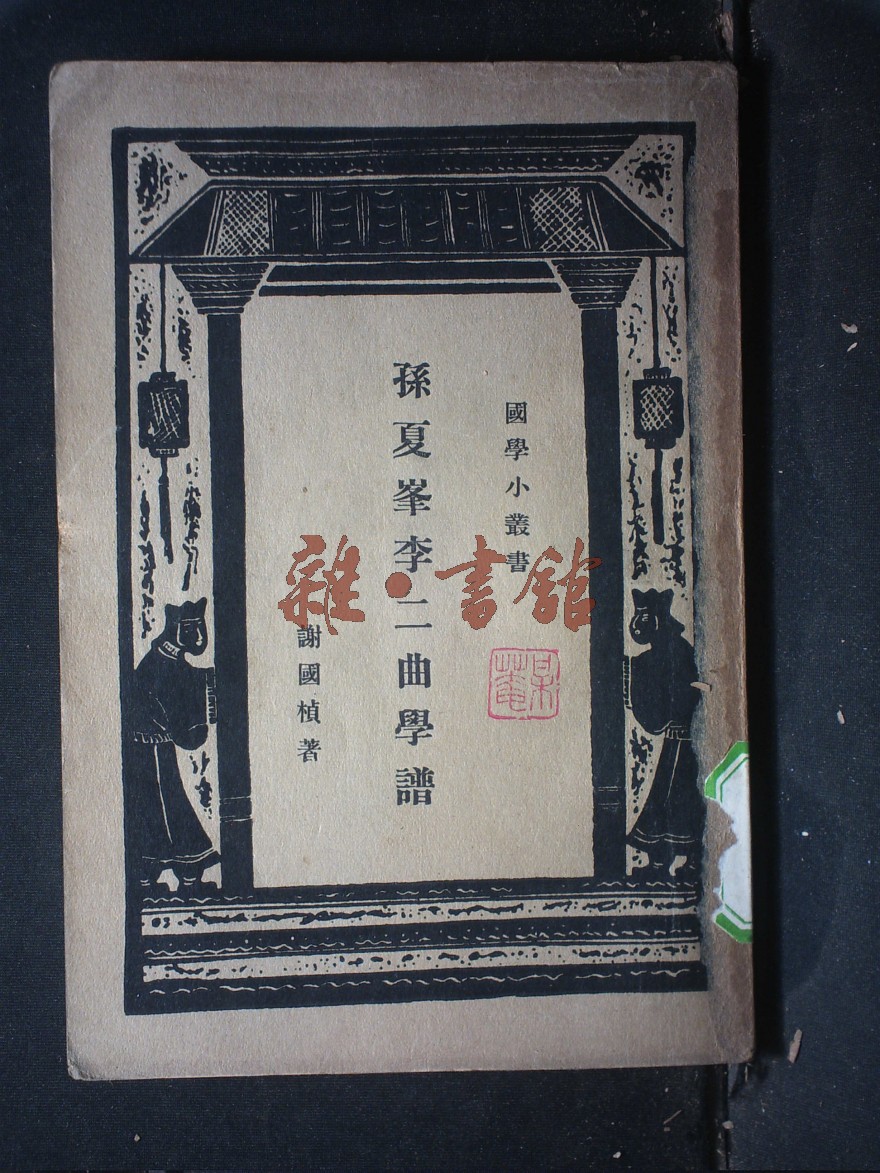 國學小叢書
孫夏峯李二曲學譜
謝國楨著
雜·書館